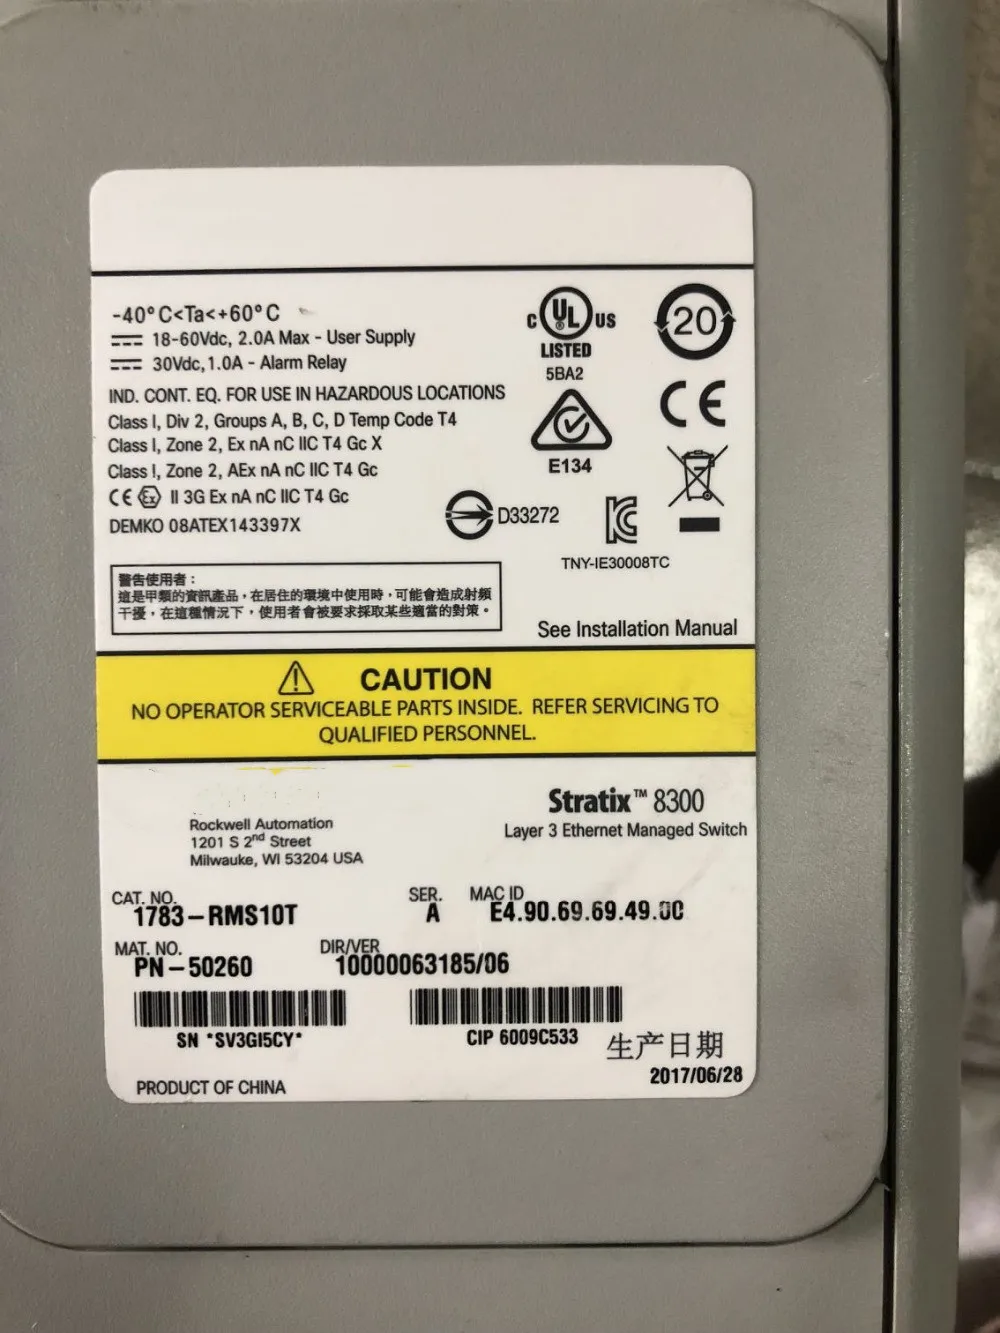 -40°C<Ta<+60°C
18-60Vdc, 2.0A Max - User Supply
30Vdc, 1.0A - Alarm Relay
IND. CONT. EQ. FOR USE IN HAZARDOUS LOCATIONS
Class I, Div 2, Groups A, B, C, D Temp Code T4
Class I, Zone 2, Ex nA nC IIC T4 Gc X
Class I, Zone 2, AEx nA nC IIC T4 Gc
CE Ex II 3G Ex nA nC IIC T4 Gc
DEMKO 08ATEX143397X
C UL US
LISTED
5BA2
20
E134
CE
D33272
TNY-IE30008TC
警告使用者：
這是甲類的資訊產品，在居住的環境中使用時，可能會造成射頻
干擾，在這種情況下，使用者會被要求採取某些適當的對策。
See Installation Manual
CAUTION
NO OPERATOR SERVICEABLE PARTS INSIDE. REFER SERVICING TO
QUALIFIED PERSONNEL.
Rockwell Automation
1201 S 2nd Street
Milwauke, WI 53204 USA
Stratix™ 8300
Layer 3 Ethernet Managed Switch
CAT. NO.
1783-RMS10T
SER.
A
MAC ID
E4.90.69.69.49.00
MAT. NO.
PN-50260
DIR/VER
10000063185/06
SN *SV3GI5CY*
CIP 6009C533
生产日期
2017/06/28
PRODUCT OF CHINA